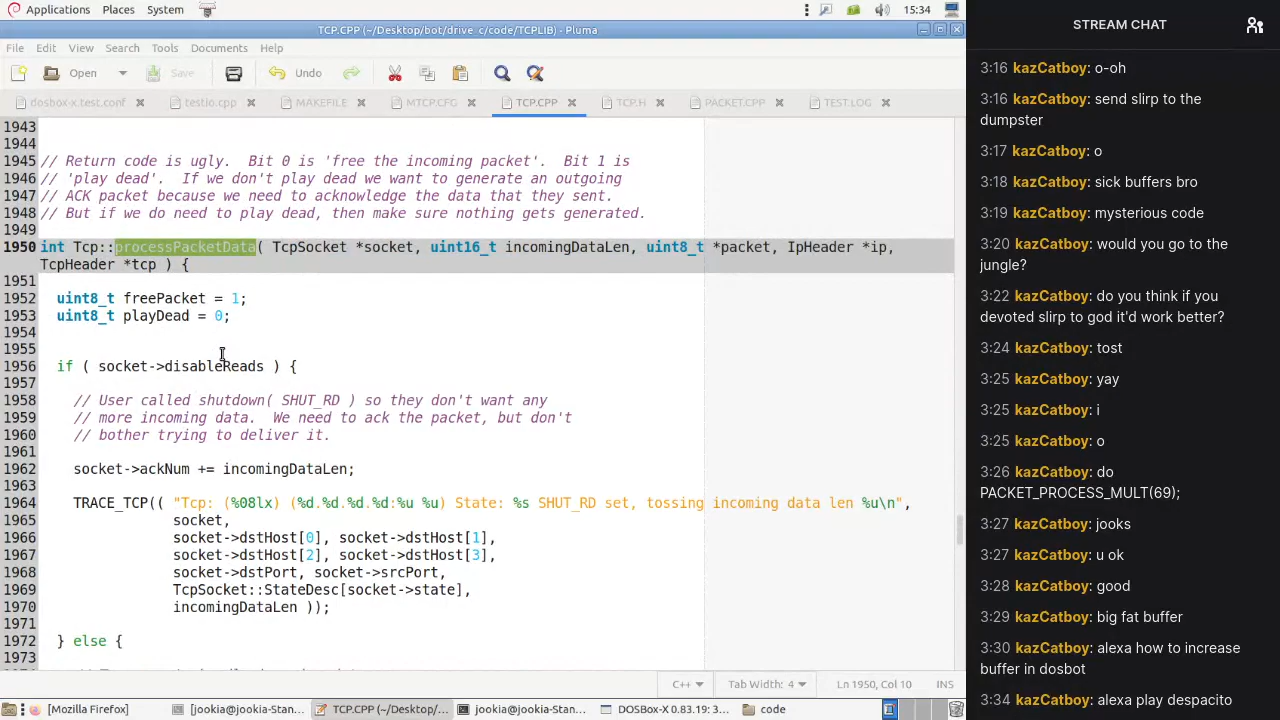 Applications Places System 15:34
TCP.CPP (~/Desktop/bot/drive_c/code/TCPLIB) - Pluma
File Edit View Search Tools Documents Help
Open Save Undo
dosbox-x.test.conf testio.cpp MAKEFILE MTCP.CFG TCP.CPP TCP.H PACKET.CPP TEST.LOG
1943
1944
1945 // Return code is ugly.  Bit 0 is 'free the incoming packet'.  Bit 1 is
1946 // 'play dead'.  If we don't play dead we want to generate an outgoing
1947 // ACK packet because we need to acknowledge the data that they sent.
1948 // But if we do need to play dead, then make sure nothing gets generated.
1949
1950 int Tcp::processPacketData( TcpSocket *socket, uint16_t incomingDataLen, uint8_t *packet, IpHeader *ip,
TcpHeader *tcp ) {
1951
1952   uint8_t freePacket = 1;
1953   uint8_t playDead = 0;
1954
1955
1956   if ( socket->disableReads ) {
1957
1958     // User called shutdown( SHUT_RD ) so they don't want any
1959     // more incoming data.  We need to ack the packet, but don't
1960     // bother trying to deliver it.
1961
1962     socket->ackNum += incomingDataLen;
1963
1964     TRACE_TCP(( "Tcp: (%08lx) (%d.%d.%d.%d:%u %u) State: %s SHUT_RD set, tossing incoming data len %u\n",
1965                 socket,
1966                 socket->dstHost[0], socket->dstHost[1],
1967                 socket->dstHost[2], socket->dstHost[3],
1968                 socket->dstPort, socket->srcPort,
1969                 TcpSocket::StateDesc[socket->state],
1970                 incomingDataLen ));
1971
1972   } else {
1973
C++ Tab Width: 4 Ln 1950, Col 10 INS
[Mozilla Firefox] [jookia@jookia-Stan... TCP.CPP (~/Desktop/... jookia@jookia-Stan... DOSBox-X 0.83.19: 3... code
STREAM CHAT
3:16 kazCatboy: o-oh
3:16 kazCatboy: send slirp to the
dumpster
3:17 kazCatboy: o
3:18 kazCatboy: sick buffers bro
3:19 kazCatboy: mysterious code
3:20 kazCatboy: would you go to the
jungle?
3:22 kazCatboy: do you think if you
devoted slirp to god it'd work better?
3:24 kazCatboy: tost
3:25 kazCatboy: yay
3:25 kazCatboy: i
3:25 kazCatboy: o
3:26 kazCatboy: do
PACKET_PROCESS_MULT(69);
3:27 kazCatboy: jooks
3:27 kazCatboy: u ok
3:28 kazCatboy: good
3:29 kazCatboy: big fat buffer
3:30 kazCatboy: alexa how to increase
buffer in dosbot
3:34 kazCatboy: alexa play despacito